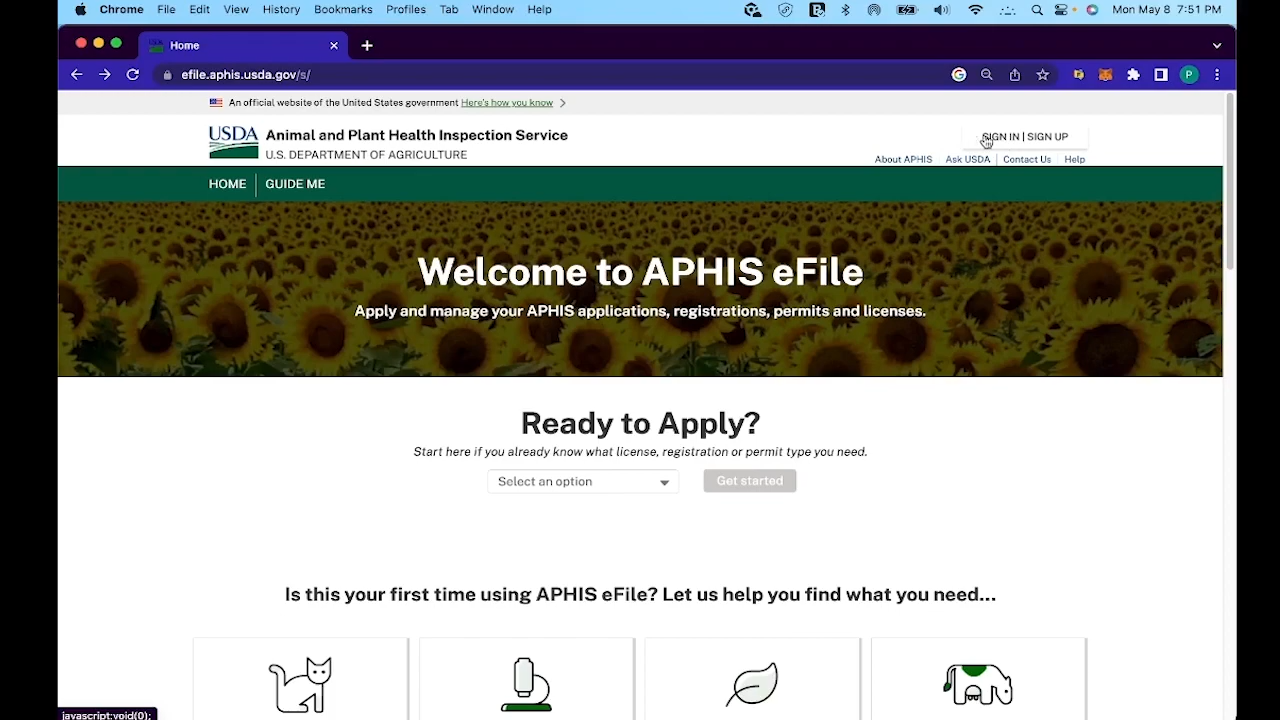 Chrome File Edit View History Bookmarks Profiles Tab Window Help Mon May 8 7:51 PM
Home
efile.aphis.usda.gov/s/ P
An official website of the United States government Here's how you know
USDA Animal and Plant Health Inspection Service
U.S. DEPARTMENT OF AGRICULTURE
SIGN IN | SIGN UP
About APHIS Ask USDA Contact Us Help
HOME GUIDE ME
Welcome to APHIS eFile
Apply and manage your APHIS applications, registrations, permits and licenses.
Ready to Apply?
Start here if you already know what license, registration or permit type you need.
Select an option Get started
Is this your first time using APHIS eFile? Let us help you find what you need...
javascript:void(0);